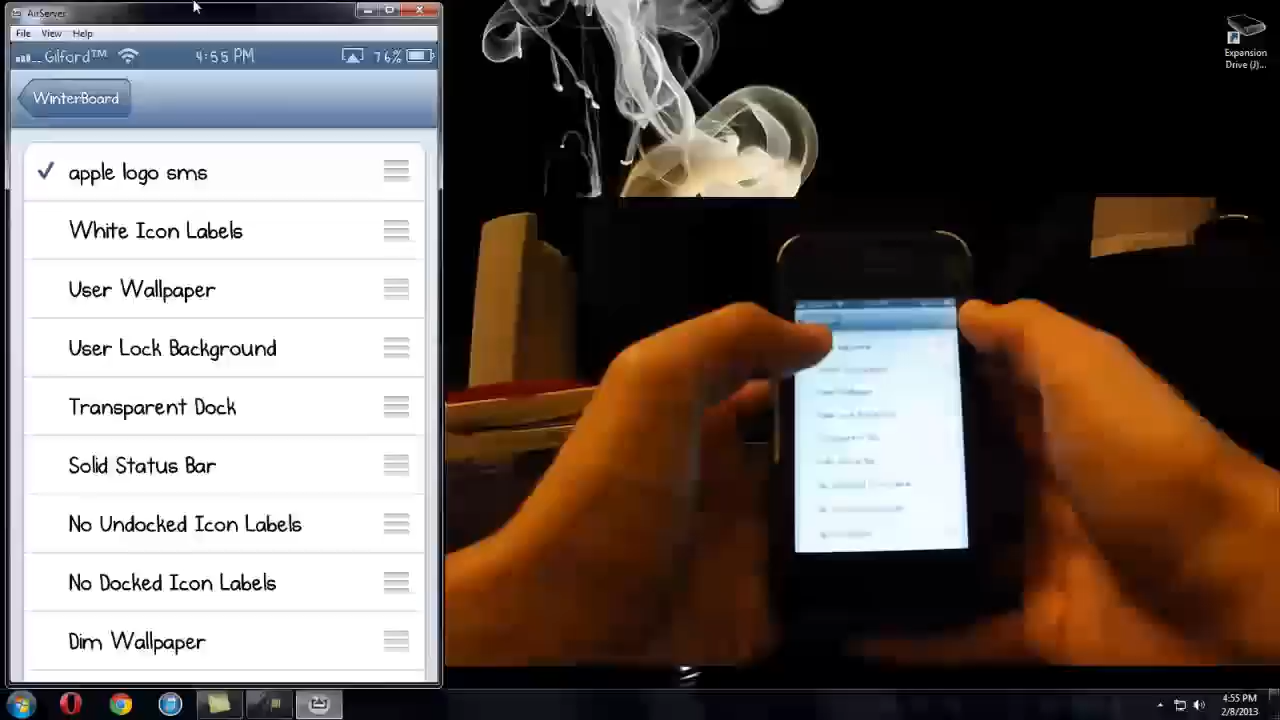 AirServer
File View Help
Gilford™ 4:55 PM 76%
WinterBoard
apple logo sms
White Icon Labels
User Wallpaper
User Lock Background
Transparent Dock
Solid Status Bar
No Undocked Icon Labels
No Docked Icon Labels
Dim Wallpaper
Expansion
Drive (J)...
4:55 PM
2/8/2013